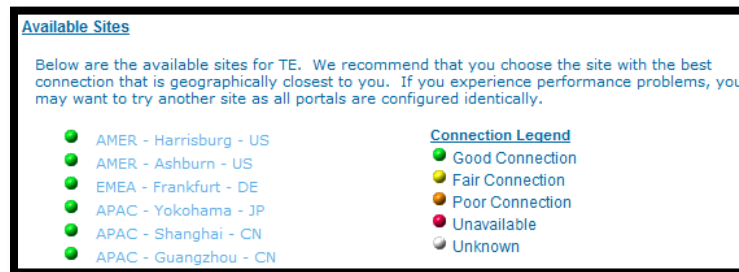 Available Sites
Below are the available sites for TE.  We recommend that you choose the site with the best
connection that is geographically closest to you.  If you experience performance problems, you
may want to try another site as all portals are configured identically.
AMER - Harrisburg - US
AMER - Ashburn - US
EMEA - Frankfurt - DE
APAC - Yokohama - JP
APAC - Shanghai - CN
APAC - Guangzhou - CN
Connection Legend
Good Connection
Fair Connection
Poor Connection
Unavailable
Unknown